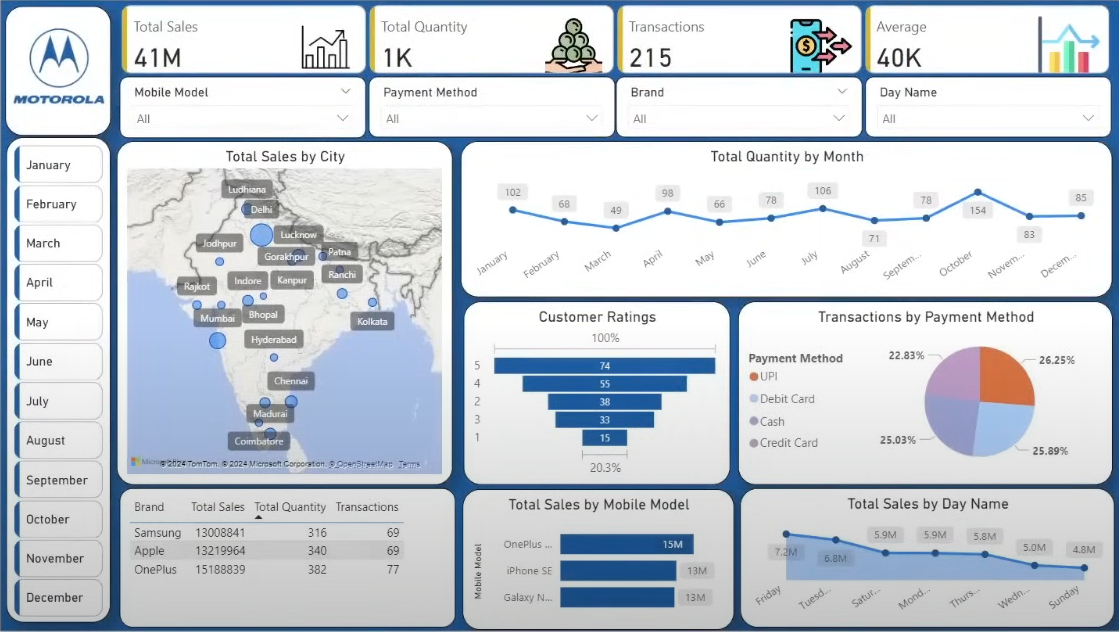 MOTOROLA
Total Sales
41M
Total Quantity
1K
Transactions
215
Average
40K
Mobile Model
All
Payment Method
All
Brand
All
Day Name
All
January
February
March
April
May
June
July
August
September
October
November
December
Total Sales by City
Ludhiana
Delhi
Lucknow
Jodhpur
Gorakhpur
Patna
Rajkot
Indore
Kanpur
Ranchi
Mumbai
Bhopal
Kolkata
Hyderabad
Chennai
Madurai
Coimbatore
© 2024 TomTom, © 2024 Microsoft Corporation, © OpenStreetMap Terms
Total Quantity by Month
102
68
49
98
66
78
106
71
78
154
83
85
January
February
March
April
May
June
July
August
Septem...
October
Novem...
Decem...
Customer Ratings
100%
5 74
4 55
2 38
3 33
1 15
20.3%
Transactions by Payment Method
Payment Method
UPI
Debit Card
Cash
Credit Card
22.83%
26.25%
25.03%
25.89%
Brand Total Sales Total Quantity Transactions
Samsung 13008841 316 69
Apple 13219964 340 69
OnePlus 15188839 382 77
Total Sales by Mobile Model
Mobile Model
OnePlus ... 15M
iPhone SE 13M
Galaxy N... 13M
Total Sales by Day Name
7.2M
6.8M
5.9M
5.9M
5.8M
5.0M
4.8M
Friday
Tuesd...
Satur...
Mond...
Thurs...
Wedn...
Sunday